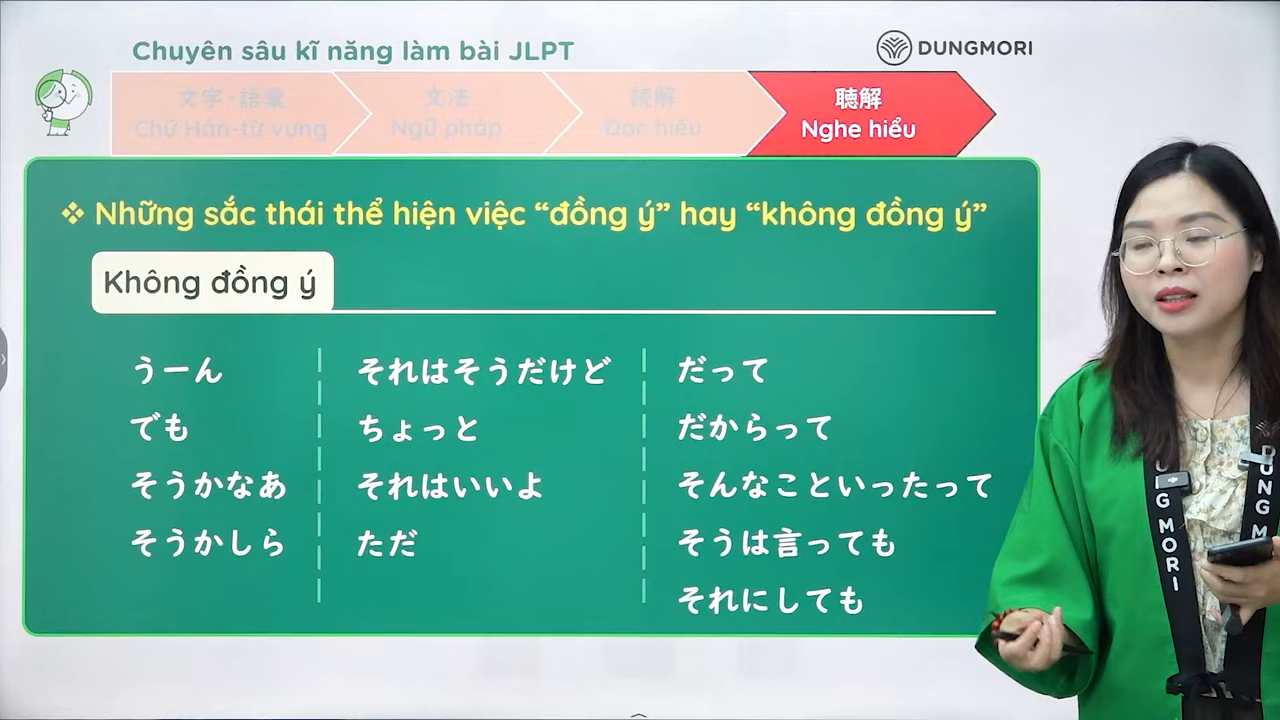 Chuyên sâu kĩ năng làm bài JLPT
DUNGMORI
文字・語彙
Chữ Hán-từ vựng
文法
Ngữ pháp
読解
Đọc hiểu
聴解
Nghe hiểu
❖ Những sắc thái thể hiện việc “đồng ý” hay “không đồng ý”
Không đồng ý
うーん
でも
そうかなあ
そうかしら
それはそうだけど
ちょっと
それはいいよ
ただ
だって
だからって
そんなこといったって
そうは言っても
それにしても
NG MORI
DUNG M